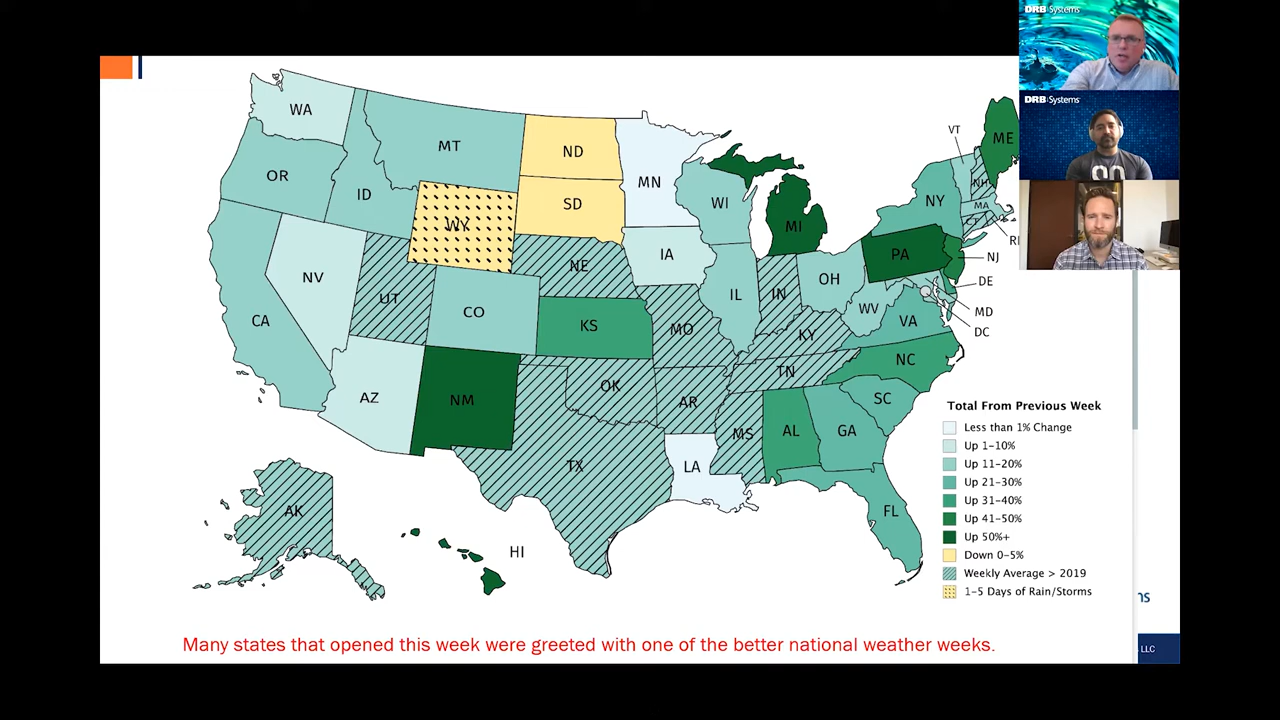 DRB Systems
DRB Systems
WA
MT
ND
MN
VT
ME
OR
ID
SD
WI
NY
NH
MA
WY
MI
CT
NV
UT
NE
IA
PA
NJ
CA
CO
IL
IN
OH
DE
KS
MO
WV
VA
MD
KY
DC
AZ
NM
OK
TN
NC
AR
SC
TX
LA
MS
AL
GA
AK
HI
FL
Total From Previous Week
Less than 1% Change
Up 1-10%
Up 11-20%
Up 21-30%
Up 31-40%
Up 41-50%
Up 50%+
Down 0-5%
Weekly Average > 2019
1-5 Days of Rain/Storms
Many states that opened this week were greeted with one of the better national weather weeks.
LLC